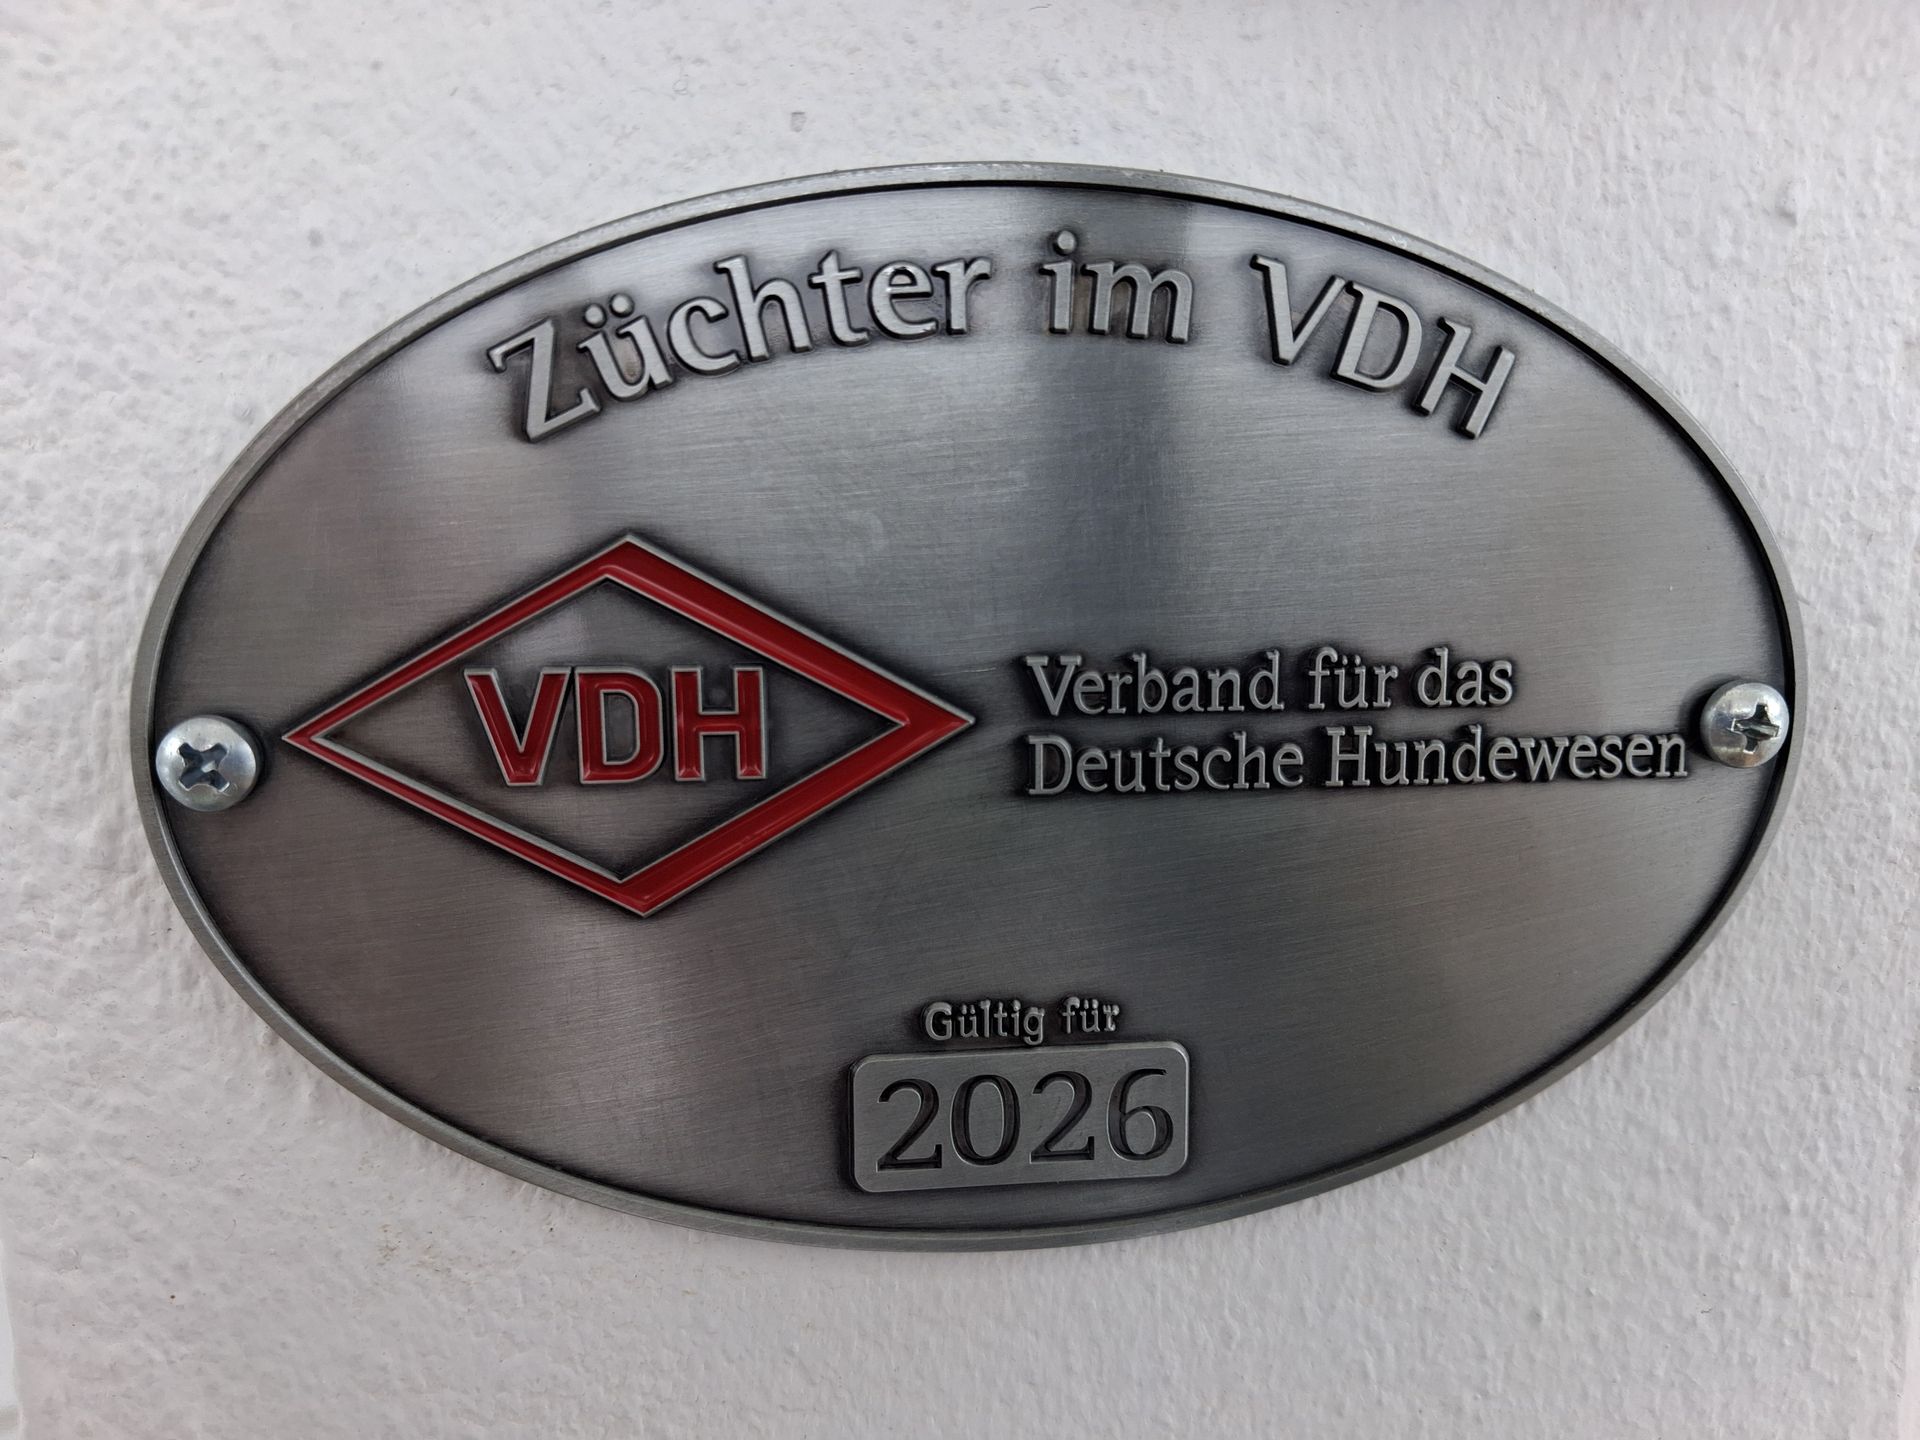 Züchter im VDH
VDH
Verband für das
Deutsche Hundewesen
Gültig für
2026